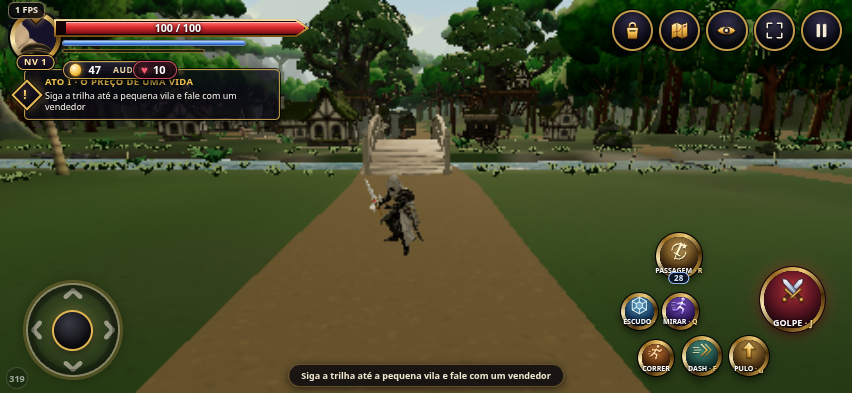 1 FPS
100 / 100
NV 1
47 AUD
10
ATO I · O PREÇO DE UMA VIDA
Siga a trilha até a pequena vila e fale com um
vendedor
PASSAGEM · R
28
ESCUDO
MIRAR · Q
GOLPE · J
CORRER
DASH · F
PULO
319
Siga a trilha até a pequena vila e fale com um vendedor